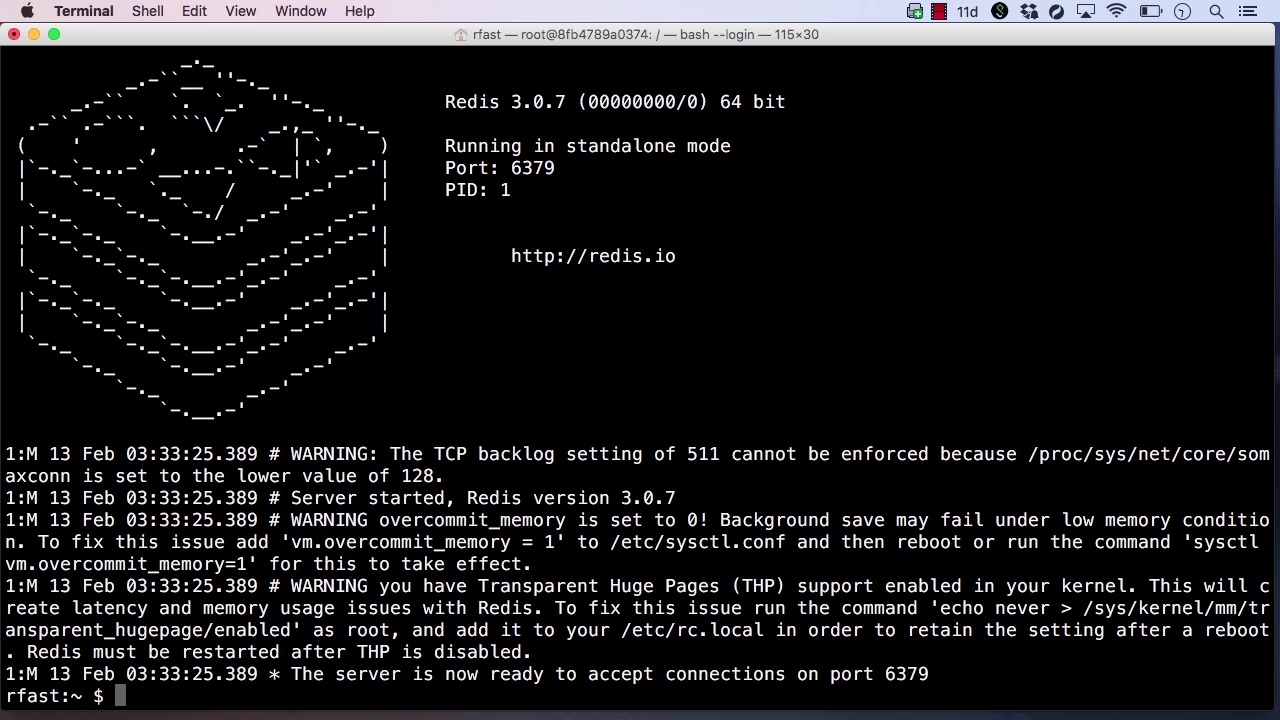 Terminal Shell Edit View Window Help 11d
rfast — root@8fb4789a0374: / — bash --login — 115×30
Redis 3.0.7 (00000000/0) 64 bit
Running in standalone mode
Port: 6379
PID: 1
http://redis.io
1:M 13 Feb 03:33:25.389 # WARNING: The TCP backlog setting of 511 cannot be enforced because /proc/sys/net/core/som
axconn is set to the lower value of 128.
1:M 13 Feb 03:33:25.389 # Server started, Redis version 3.0.7
1:M 13 Feb 03:33:25.389 # WARNING overcommit_memory is set to 0! Background save may fail under low memory conditio
n. To fix this issue add 'vm.overcommit_memory = 1' to /etc/sysctl.conf and then reboot or run the command 'sysctl
vm.overcommit_memory=1' for this to take effect.
1:M 13 Feb 03:33:25.389 # WARNING you have Transparent Huge Pages (THP) support enabled in your kernel. This will c
reate latency and memory usage issues with Redis. To fix this issue run the command 'echo never > /sys/kernel/mm/tr
ansparent_hugepage/enabled' as root, and add it to your /etc/rc.local in order to retain the setting after a reboot
. Redis must be restarted after THP is disabled.
1:M 13 Feb 03:33:25.389 * The server is now ready to accept connections on port 6379
rfast:~ $